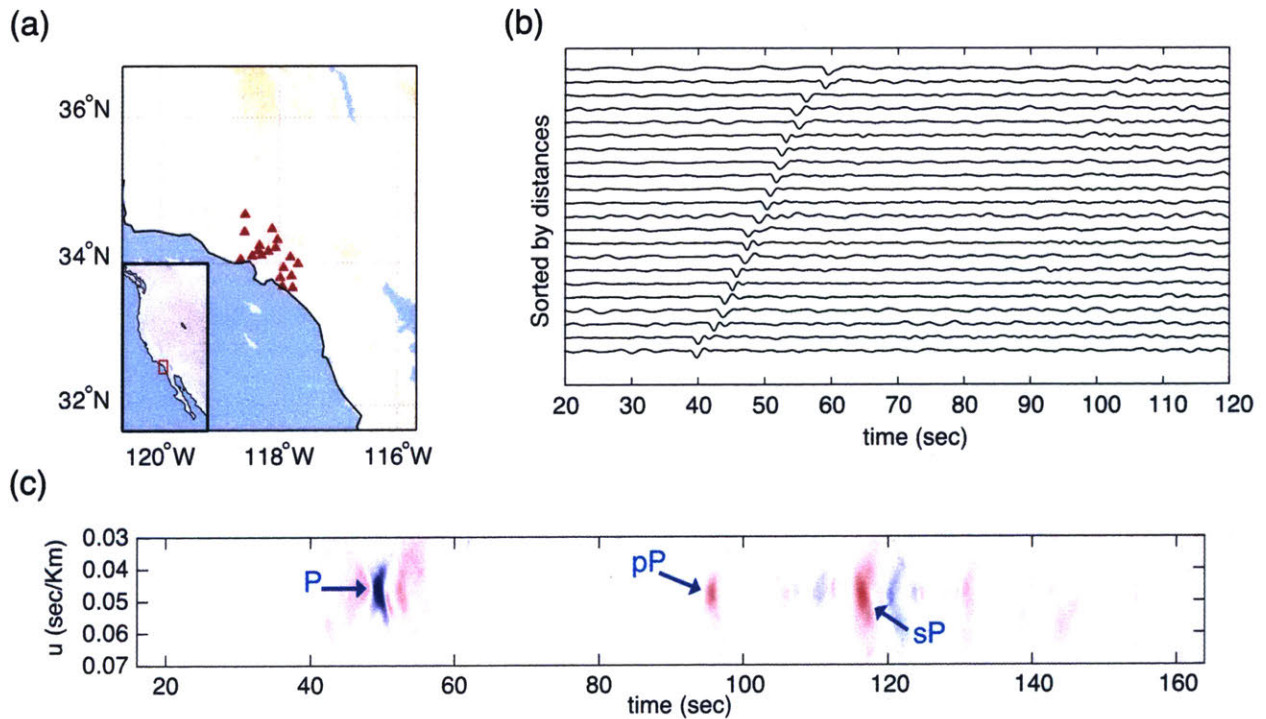 (a)
36°N
34°N
32°N
120°W 118°W 116°W
(b)
Sorted by distances
20 30 40 50 60 70 80 90 100 110 120
time (sec)
(c)
u (sec/Km)
0.03
0.04
0.05
0.06
0.07
P
pP
sP
20 40 60 80 100 120 140 160
time (sec)